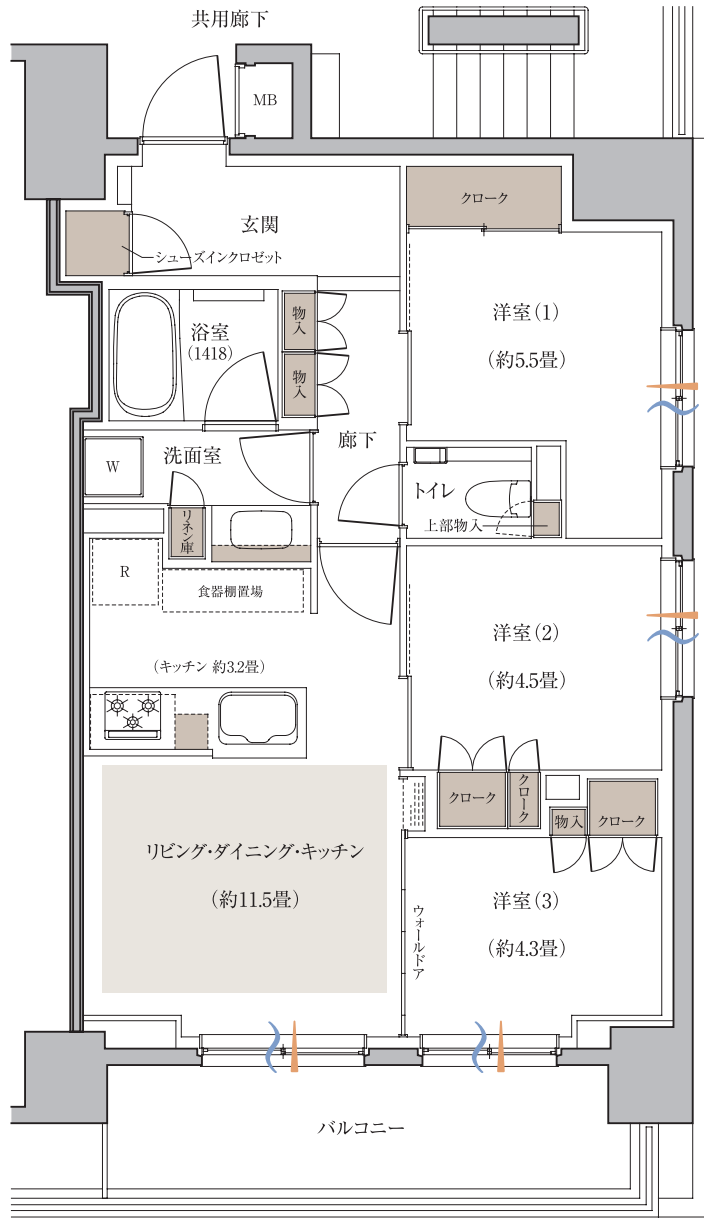 共用廊下
MB
クローク
玄関
シューズインクロゼット
洋室(1)
(約5.5畳)
物入
浴室
(1418)
物入
廊下
洗面室
W
トイレ
上部物入
リネン庫
R
食器棚置場
洋室(2)
(約4.5畳)
(キッチン 約3.2畳)
クローク
クローク
物入
クローク
リビング・ダイニング・キッチン
(約11.5畳)
洋室(3)
(約4.3畳)
ウォールドア
バルコニー